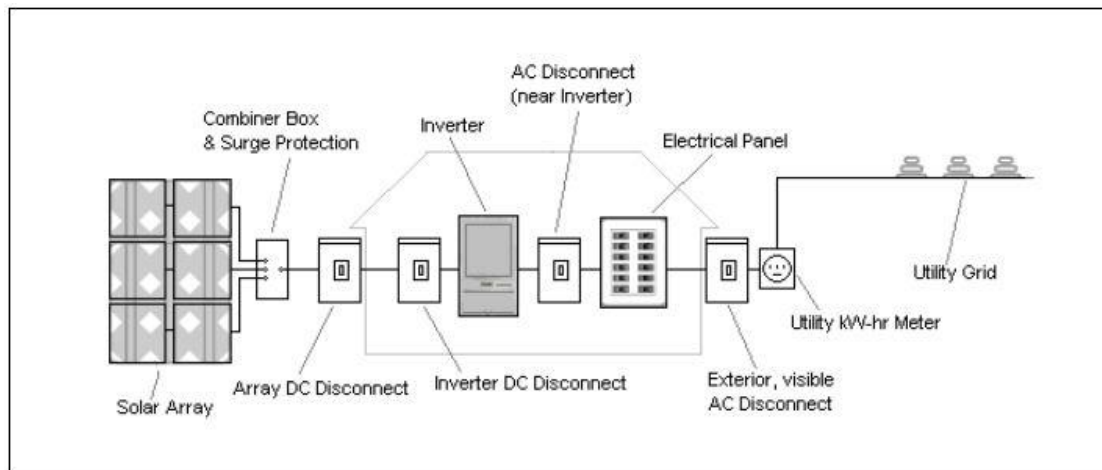 AC Disconnect
(near Inverter)
Combiner Box
& Surge Protection
Inverter
Electrical Panel
Utility Grid
Utility kW-hr Meter
Array DC Disconnect
Inverter DC Disconnect
Exterior, visible
AC Disconnect
Solar Array